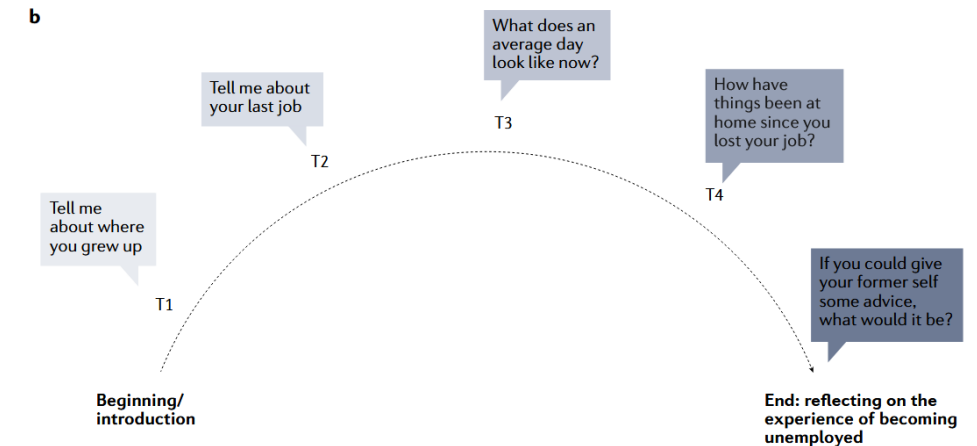 b
What does an
average day
look like now?
Tell me about
your last job
How have
things been at
home since you
lost your job?
T3
T2
T4
Tell me
about where
you grew up
If you could give
your former self
some advice,
what would it be?
T1
Beginning/
introduction
End: reflecting on the
experience of becoming
unemployed